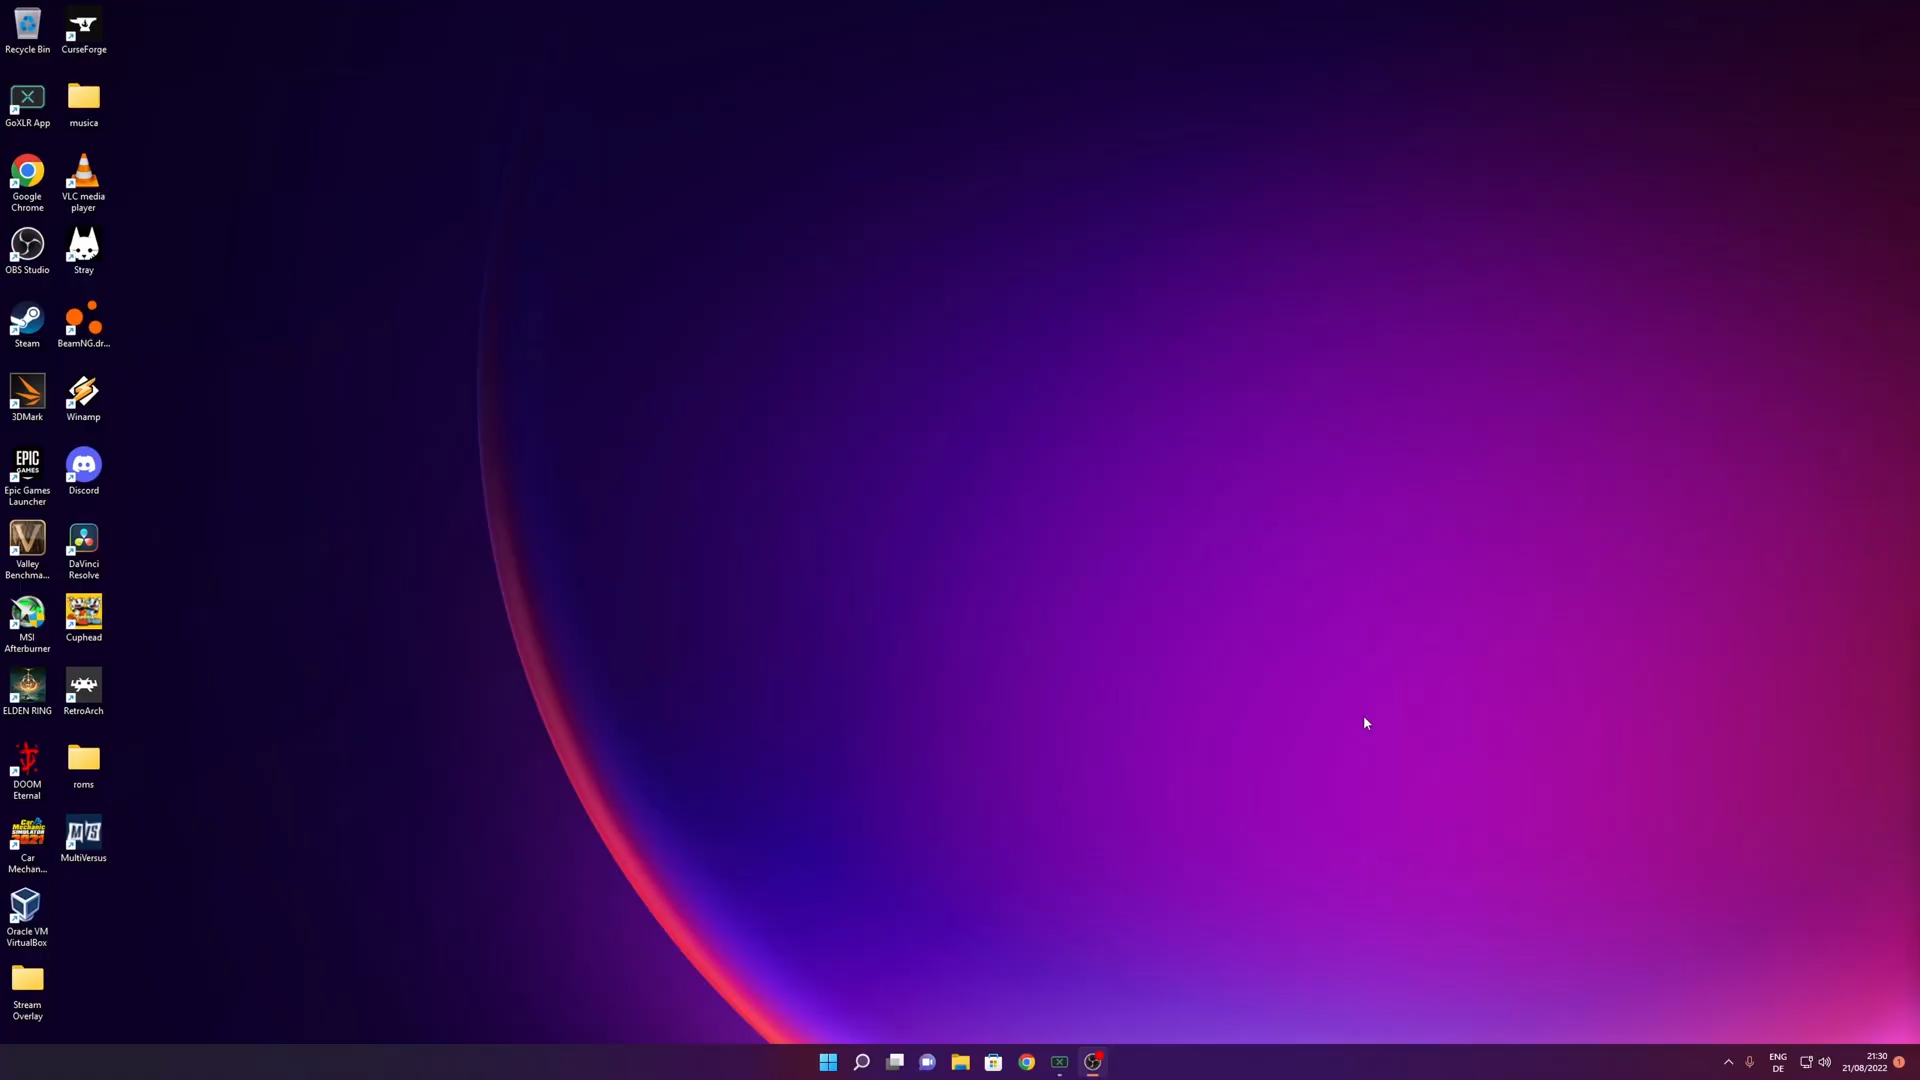 Recycle Bin
CurseForge
GoXLR App
musica
Google
Chrome
VLC media
player
OBS Studio
Stray
Steam
BeamNG.dr...
3DMark
Winamp
EPIC
GAMES
Epic Games
Launcher
Discord
Valley
Benchma...
DaVinci
Resolve
MSI
Afterburner
Cuphead
ELDEN RING
RetroArch
DOOM
Eternal
roms
Car
Mechan...
MVS
MultiVersus
Oracle VM
VirtualBox
Stream
Overlay
ENG
DE
21:30
21/08/2022
1